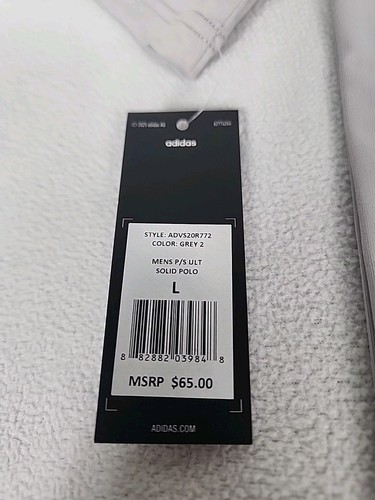 adidas
STYLE: ADVS20R772
COLOR: GREY 2
MENS P/S ULT
SOLID POLO
L
8 82882 03984 8
MSRP $65.00
ADIDAS.COM